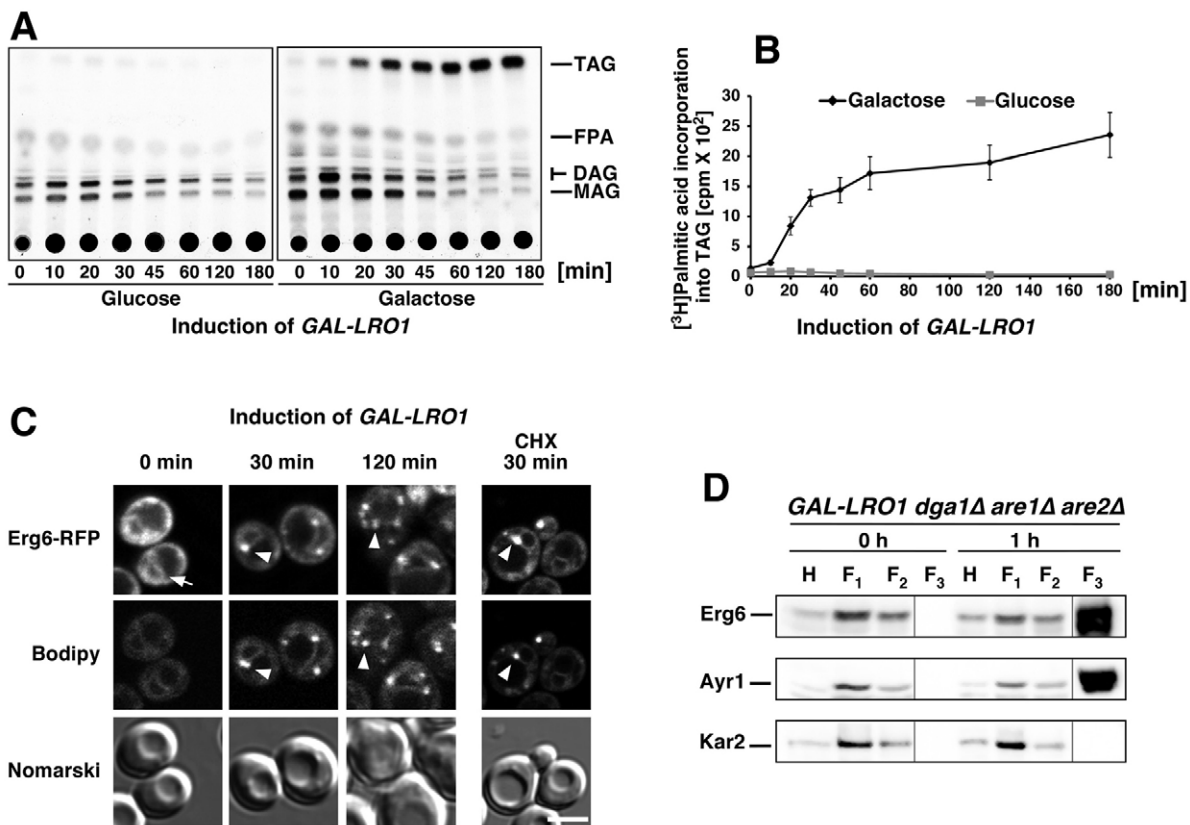 A
TAG
FPA
DAG
MAG
0 10 20 30 45 60 120 180 0 10 20 30 45 60 120 180 [min]
Glucose Galactose
Induction of GAL-LRO1
B
[³H]Palmitic acid incorporation
into TAG [cpm X 10²]
Galactose Glucose
30
25
20
15
10
5
0
0 20 40 60 80 100 120 140 160 180 [min]
Induction of GAL-LRO1
C
Induction of GAL-LRO1
CHX
0 min 30 min 120 min 30 min
Erg6-RFP
Bodipy
Nomarski
D
GAL-LRO1 dga1Δ are1Δ are2Δ
0 h 1 h
H F₁ F₂ F₃ H F₁ F₂ F₃
Erg6
Ayr1
Kar2